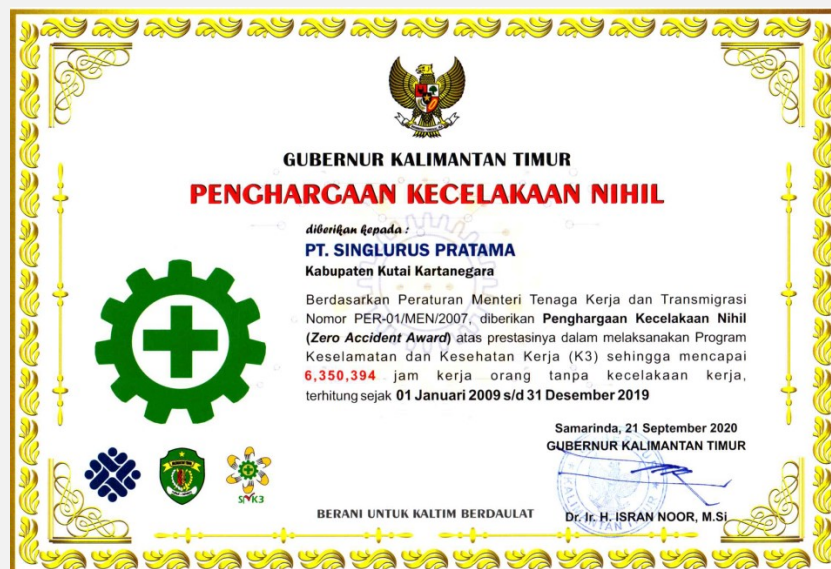 GUBERNUR KALIMANTAN TIMUR
PENGHARGAAN KECELAKAAN NIHIL
diberikan kepada :
PT. SINGLURUS PRATAMA
Kabupaten Kutai Kartanegara
Berdasarkan Peraturan Menteri Tenaga Kerja dan Transmigrasi
Nomor PER-01/MEN/2007, diberikan Penghargaan Kecelakaan Nihil
(Zero Accident Award) atas prestasinya dalam melaksanakan Program
Keselamatan dan Kesehatan Kerja (K3) sehingga mencapai
6,350,394 jam kerja orang tanpa kecelakaan kerja,
terhitung sejak 01 Januari 2009 s/d 31 Desember 2019
Samarinda, 21 September 2020
GUBERNUR KALIMANTAN TIMUR
SMK3
BERANI UNTUK KALTIM BERDAULAT
Dr. Ir. H. ISRAN NOOR, M.Si